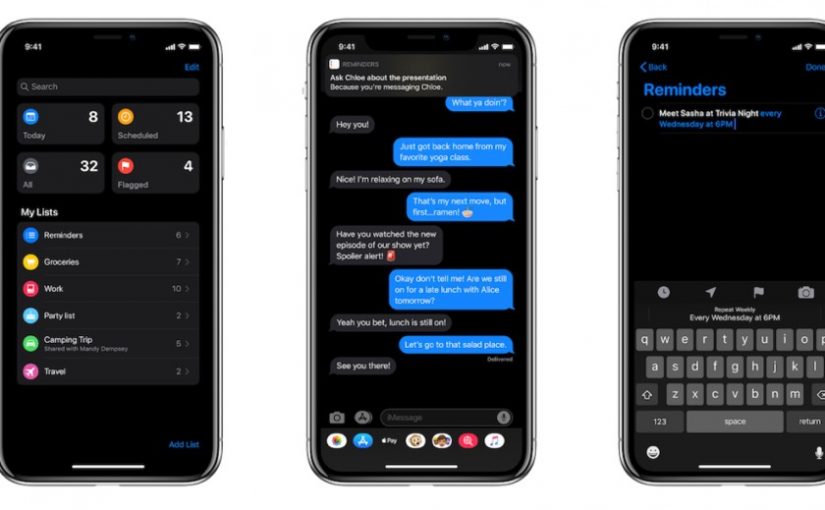 9:41
Edit
Search
8
Today
13
Scheduled
32
All
4
Flagged
My Lists
Reminders 6
Groceries 7
Work 10
Party list 2
Camping Trip 5
Shared with Mandy Dempsey
Travel 2
Add List
9:41
REMINDERS now
Ask Chloe about the presentation
Because you're messaging Chloe.
What ya doin'?
Hey you!
Just got back home from my
favorite yoga class.
Nice! I'm relaxing on my sofa.
That's my next move, but
first...ramen!
Have you watched the new
episode of our show yet?
Spoiler alert!
Okay don't tell me! Are we still
on for a late lunch with Alice
tomorrow?
Yeah you bet, lunch is still on!
Let's go to that salad place.
Delivered
See you there!
iMessage
Pay
9:41
Back
Done
Reminders
Meet Sasha at Trivia Night every
Wednesday at 6PM
Repeat Weekly
Every Wednesday at 6PM
q w e r t y u i o p
a s d f g h j k l
z x c v b n m
123 space return